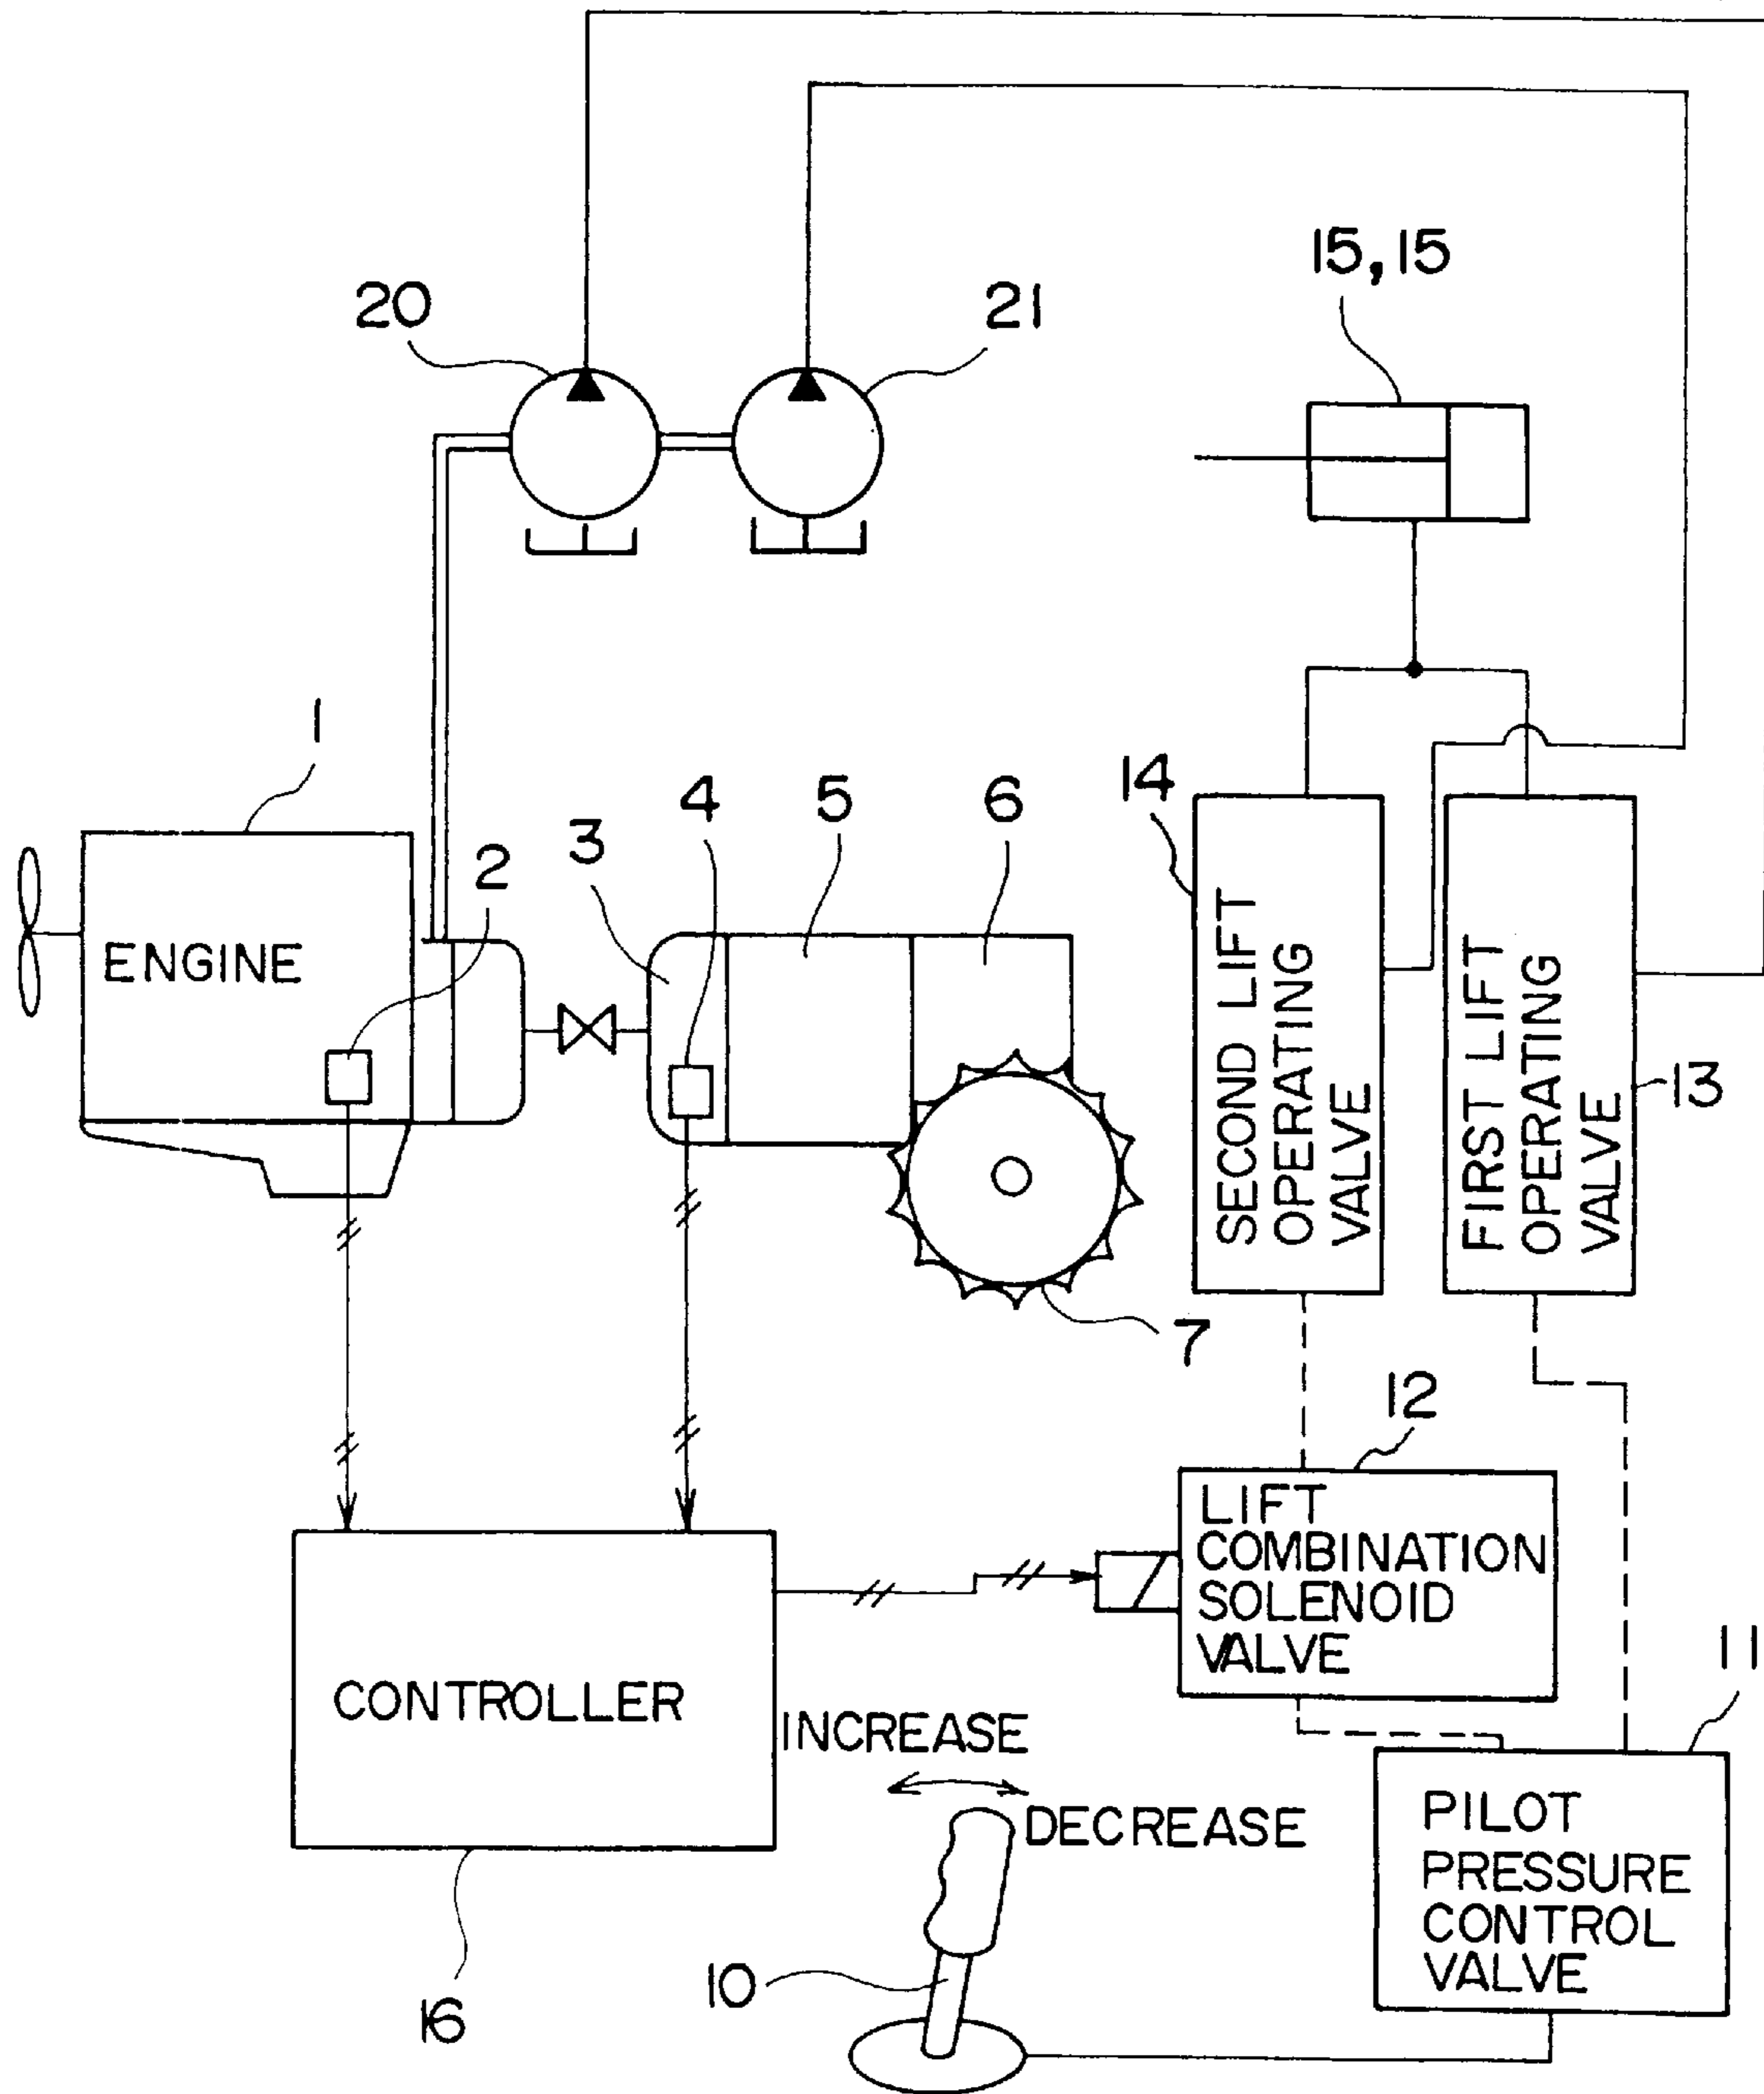 15, 15
20
21
1
14
4
5
6
3
2
ENGINE
SECOND LIFT
OPERATING
VALVE
FIRST LIFT
OPERATING
VALVE
13
7
12
LIFT
COMBINATION
SOLENOID
VALVE
11
CONTROLLER
INCREASE
DECREASE
PILOT
PRESSURE
CONTROL
VALVE
10
16